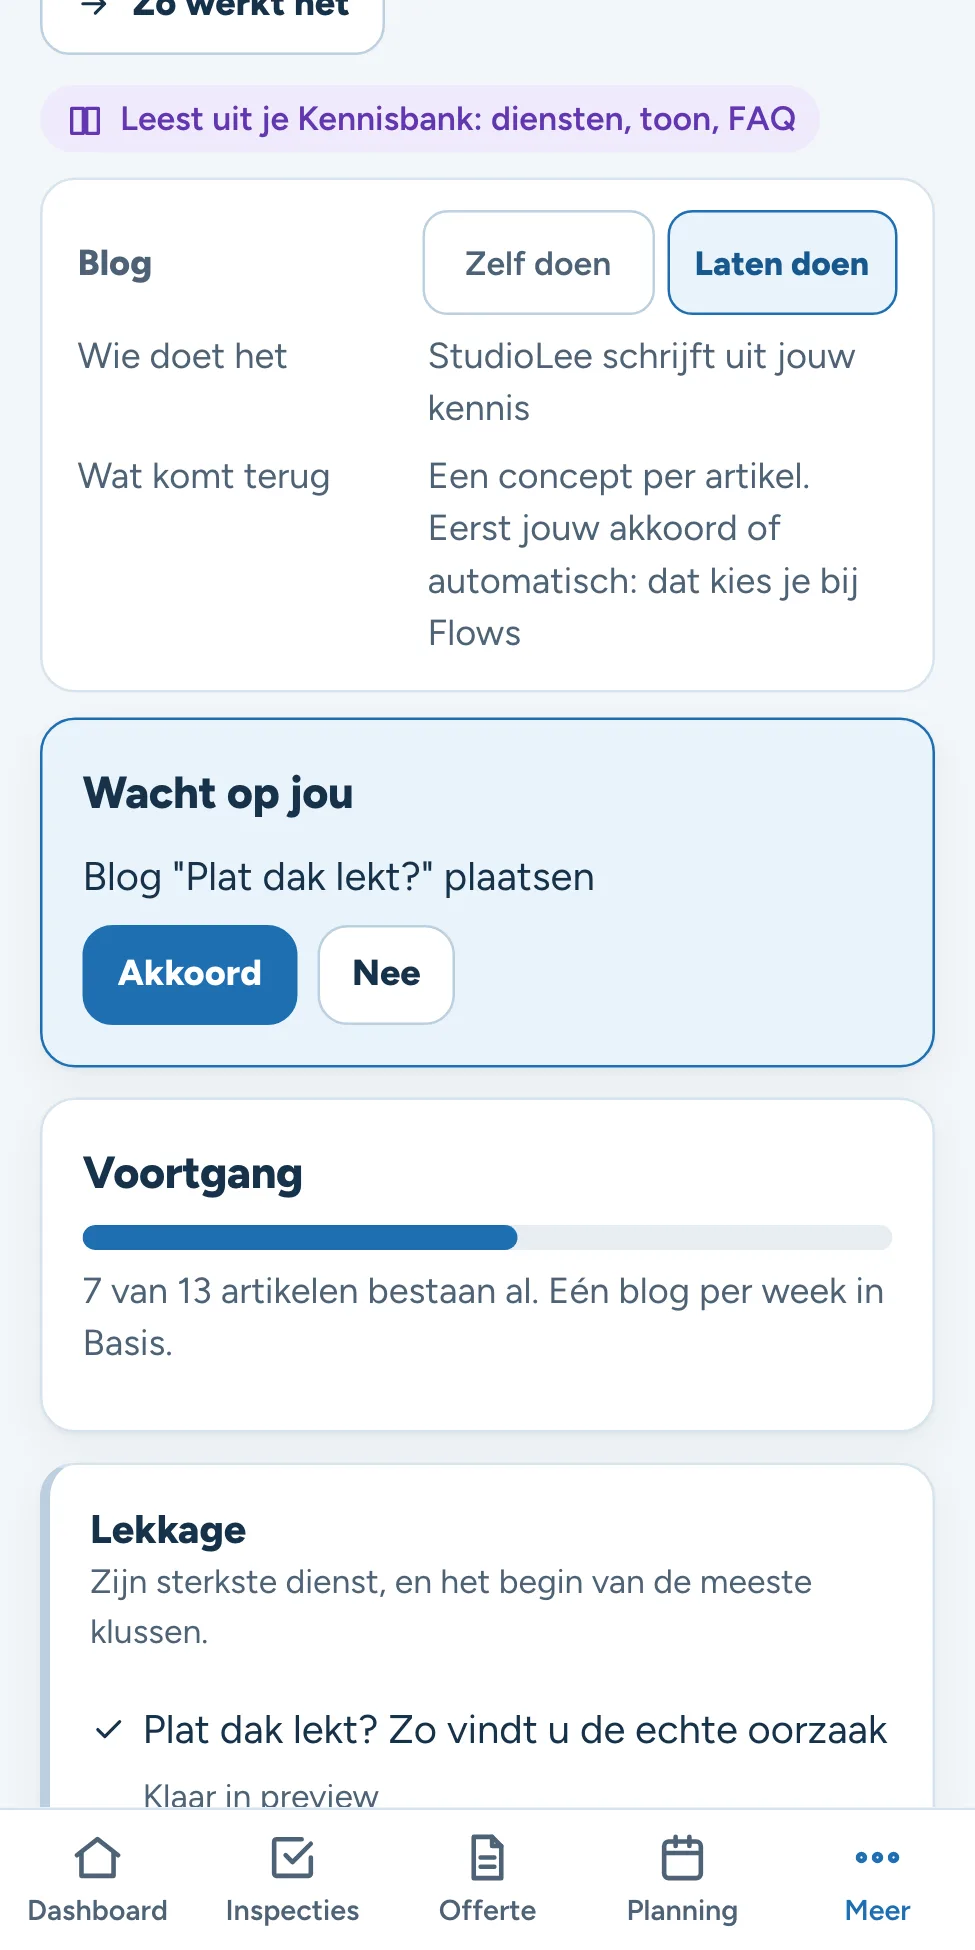 Zo werkt het
Leest uit je Kennisbank: diensten, toon, FAQ
Blog
Zelf doen
Laten doen
Wie doet het
StudioLee schrijft uit jouw
kennis
Wat komt terug
Een concept per artikel.
Eerst jouw akkoord of
automatisch: dat kies je bij
Flows
Wacht op jou
Blog "Plat dak lekt?" plaatsen
Akkoord
Nee
Voortgang
7 van 13 artikelen bestaan al. Eén blog per week in
Basis.
Lekkage
Zijn sterkste dienst, en het begin van de meeste
klussen.
Plat dak lekt? Zo vindt u de echte oorzaak
Klaar in preview
Dashboard
Inspecties
Offerte
Planning
Meer